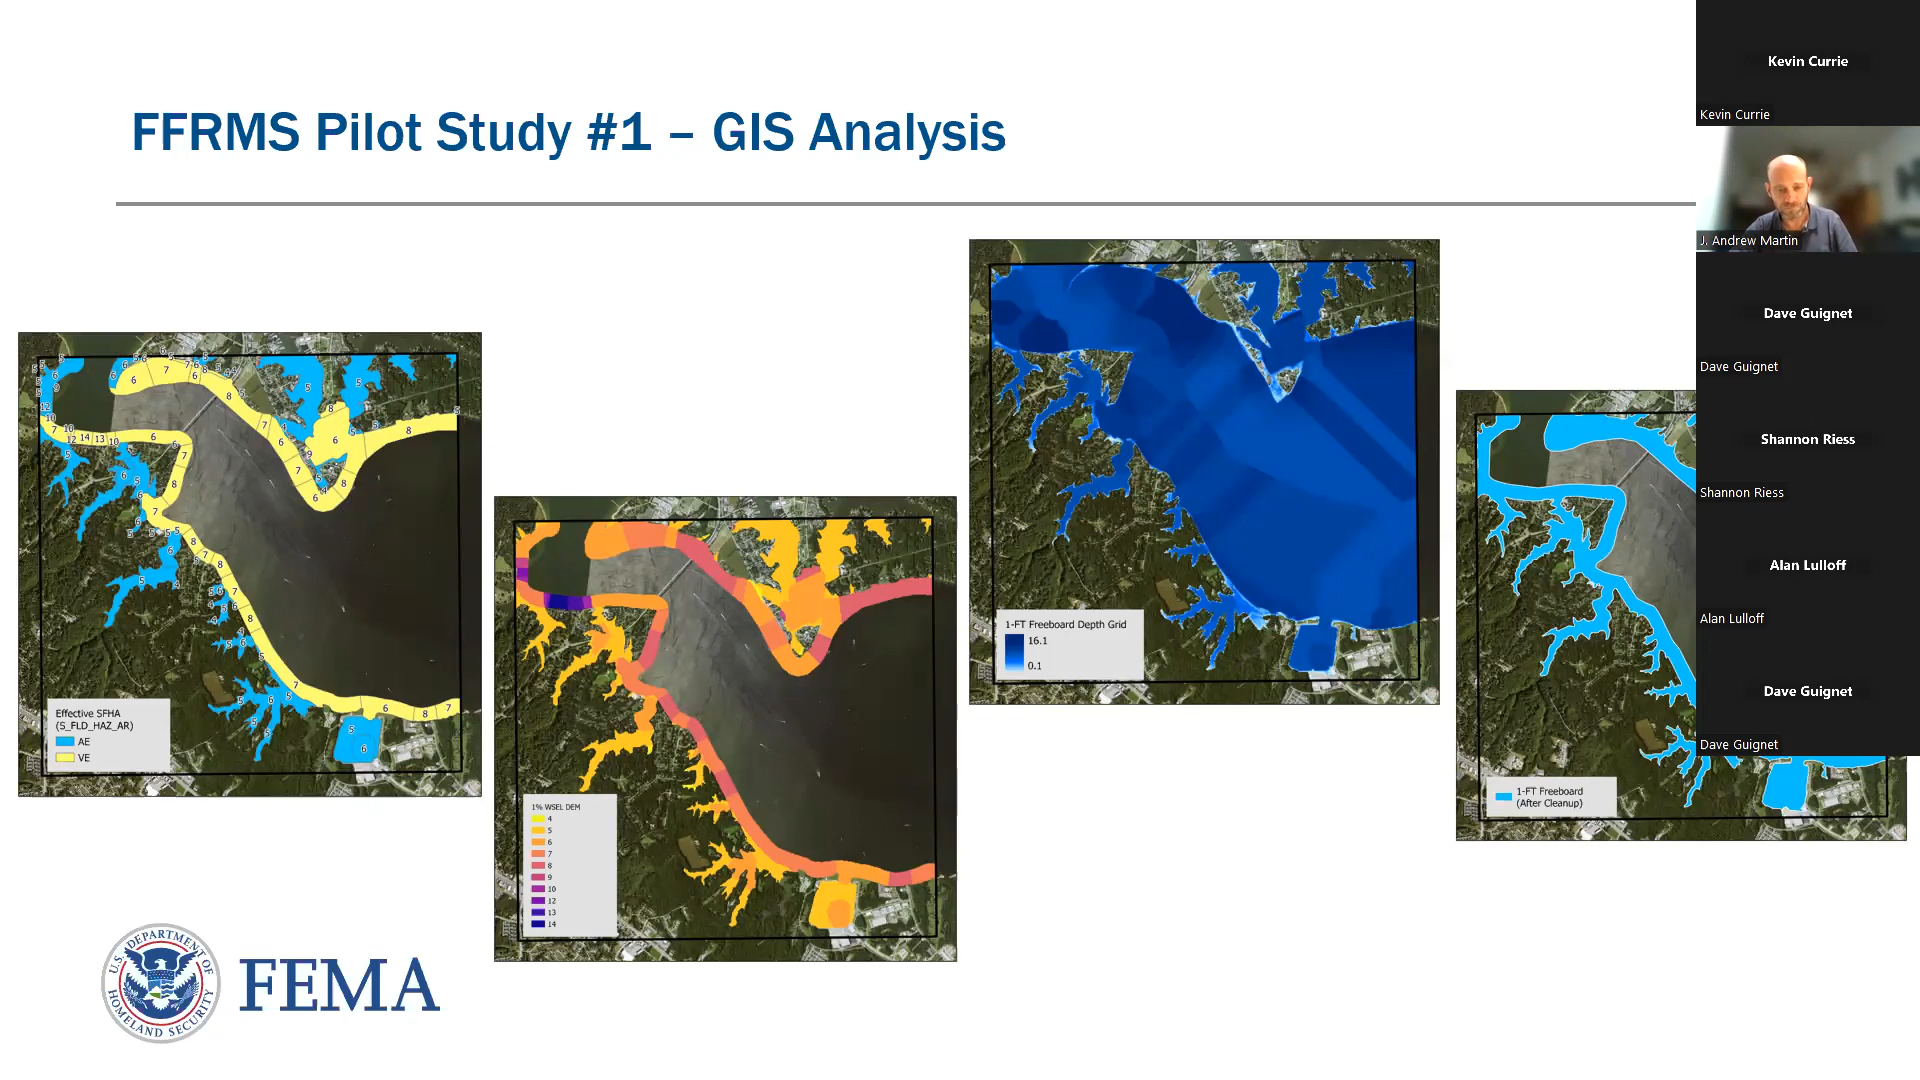 FFRMS Pilot Study #1 – GIS Analysis
Effective SFHA
(S_FLD_HAZ_AR)
AE
VE
1% WSEL DEM
4
5
6
7
8
9
10
12
13
14
1-FT Freeboard Depth Grid
16.1
0.1
1-FT Freeboard
(After Cleanup)
U.S. DEPARTMENT OF
HOMELAND SECURITY
FEMA
Kevin Currie
Kevin Currie
J. Andrew Martin
Dave Guignet
Dave Guignet
Shannon Riess
Shannon Riess
Alan Lulloff
Alan Lulloff
Dave Guignet
Dave Guignet